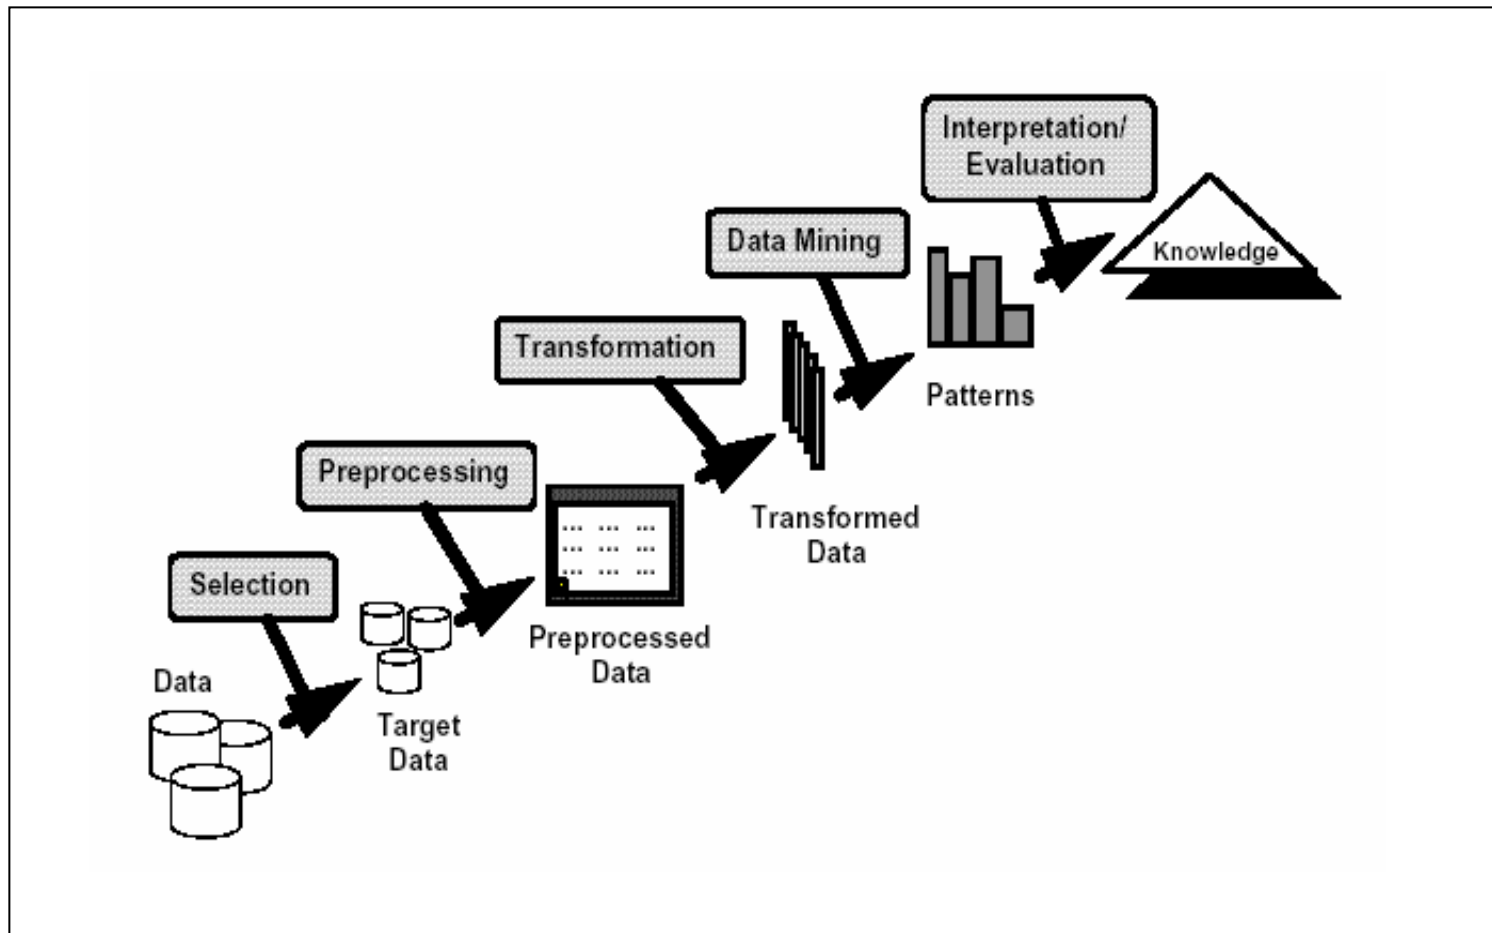 Interpretation/
Evaluation
Knowledge
Data Mining
Patterns
Transformation
Transformed
Data
Preprocessing
... ... ...
... ... ...
... ... ...
Preprocessed
Data
Selection
Target
Data
Data